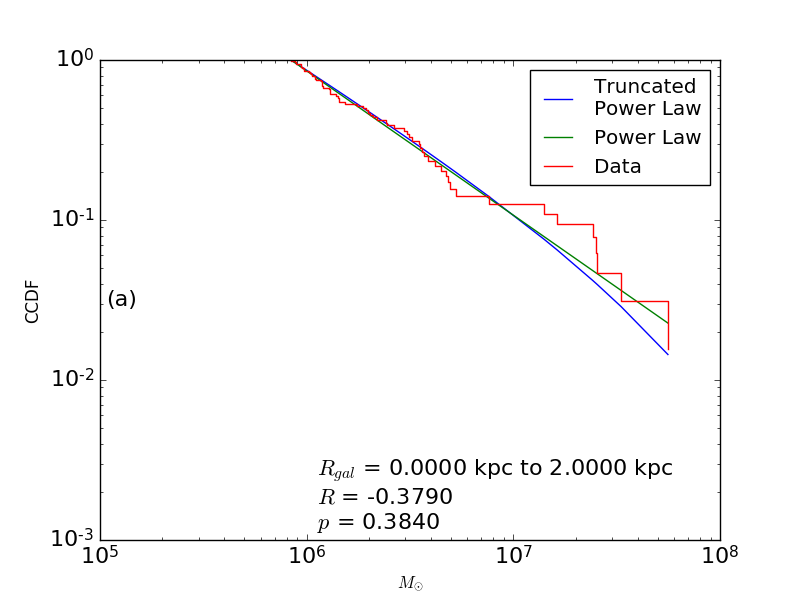 Truncated
Power Law
Power Law
Data
(a)
CCDF
10^0
10^-1
10^-2
10^-3
R_gal = 0.0000 kpc to 2.0000 kpc
R = -0.3790
p = 0.3840
10^5 10^6 10^7 10^8
M_⊙